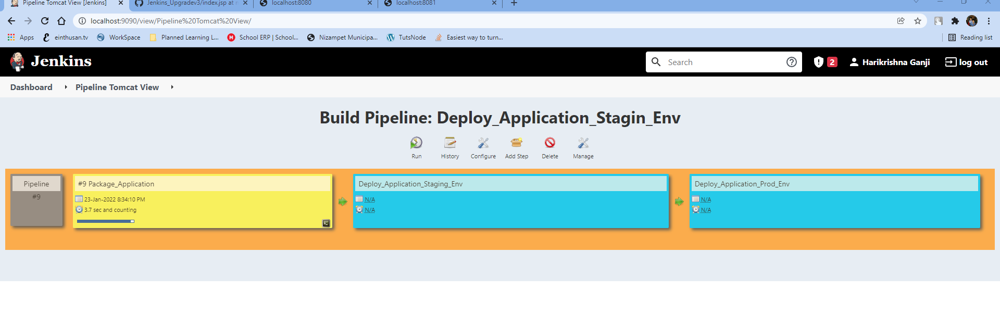 Pipeline Tomcat View [Jenkins]
Jenkins_Upgradev3/index.jsp at m
localhost:8080
localhost:8081
localhost:9090/view/Pipeline%20Tomcat%20View/
Apps
einthusan.tv
WorkSpace
Planned Learning L...
School ERP | School...
Nizampet Municipa...
TutsNode
Easiest way to turn...
Reading list
Jenkins
Search
2
Harikrishna Ganji
log out
Dashboard
Pipeline Tomcat View
Build Pipeline: Deploy_Application_Stagin_Env
Run
History
Configure
Add Step
Delete
Manage
Pipeline
#9
#9 Package_Application
23-Jan-2022 8:34:10 PM
3.7 sec and counting
Deploy_Application_Staging_Env
N/A
N/A
Deploy_Application_Prod_Env
N/A
N/A